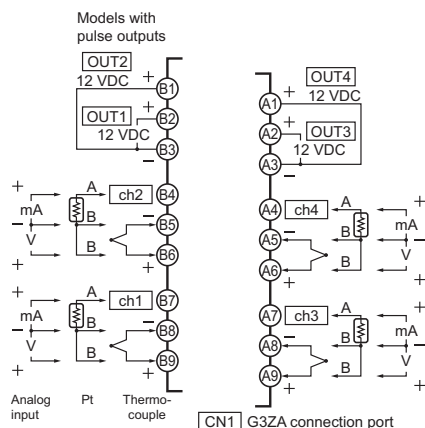 Models with
pulse outputs
OUT2
12 VDC
+
B1
OUT1
+
B2
12 VDC
B3
−
B4
ch2
A
+
mA
B
−
B5
−
V
B
B6
+
+
B7
ch1
A
+
mA
B
−
B8
−
V
B
B9
+
+
Analog
input
Pt
Thermo-
couple
OUT4
+
12 VDC
A1
+
A2
OUT3
12 VDC
A3
−
A4
ch4
A
+
mA
−
A5
B
−
V
A6
B
+
+
A7
ch3
A
+
mA
−
A8
B
−
V
A9
B
+
+
CN1 G3ZA connection port